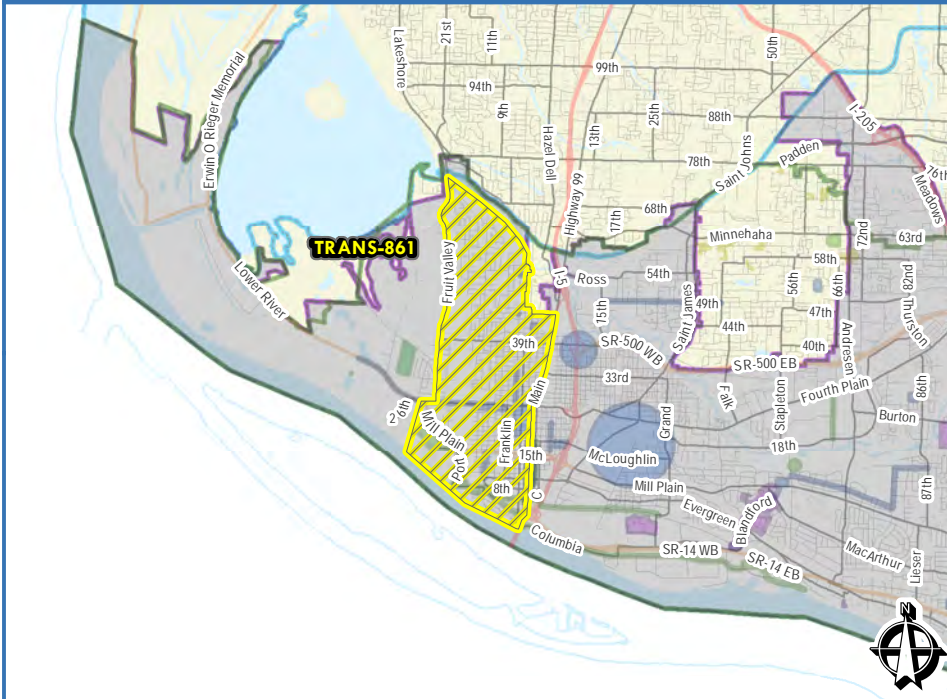 Lakeshore
21st
11th
50th
99th
Erwin O Rieger Memorial
94th
9th
25th
88th
I-205
Hazel Dell
13th
Saint Johns
Padden
78th
76th
Meadows
Highway 99
68th
17th
Minnehaha
72nd
63rd
TRANS-861
Fruit Valley
58th
Lower River
I-5
Ross
54th
56th
66th
82nd
15th
49th
47th
Thurston
Saint James
44th
40th
39th
SR-500 WB
SR-500 EB
Andresen
33rd
Main
Falk
Stapleton
Fourth Plain
86th
26th
Mill Plain
Grand
Burton
Franklin
18th
Port
15th
McLoughlin
8th
C
Mill Plain
87th
Evergreen
Blandford
Columbia
SR-14 WB
MacArthur
SR-14 EB
Lieser
N